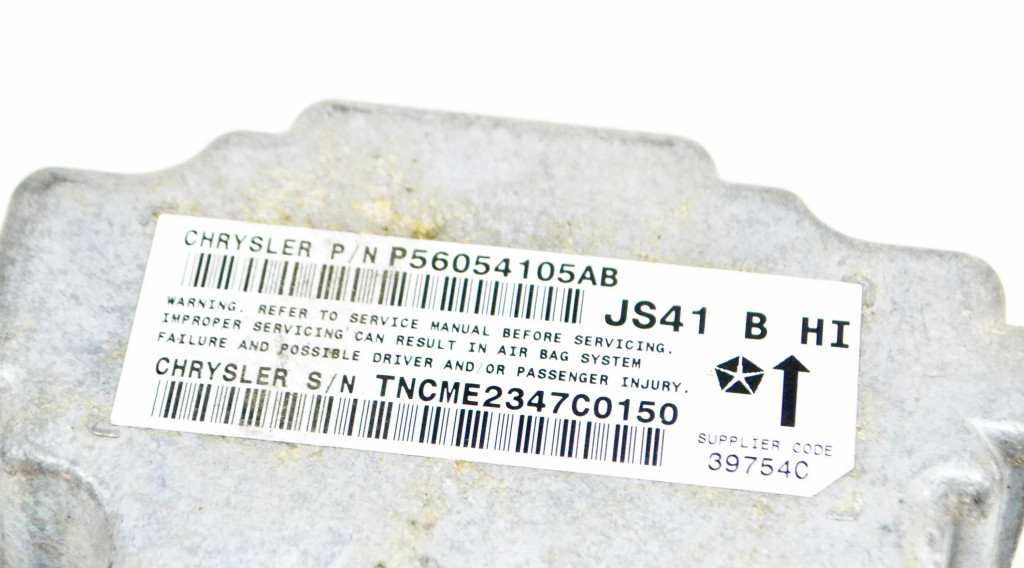 CHRYSLER P/N P56054105AB
JS41 B HI
WARNING. REFER TO SERVICE MANUAL BEFORE SERVICING.
IMPROPER SERVICING CAN RESULT IN AIR BAG SYSTEM
FAILURE AND POSSIBLE DRIVER AND/OR PASSENGER INJURY.
CHRYSLER S/N TNCME2347C0150
SUPPLIER CODE
39754C